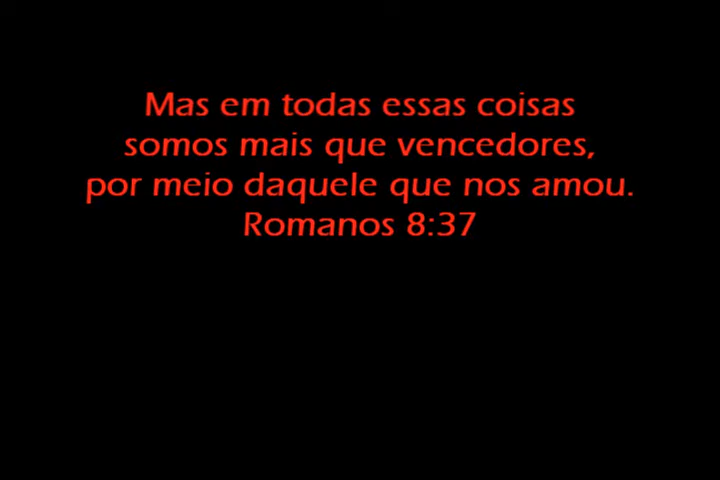 Mas em todas essas coisas
somos mais que vencedores,
por meio daquele que nos amou.
Romanos 8:37